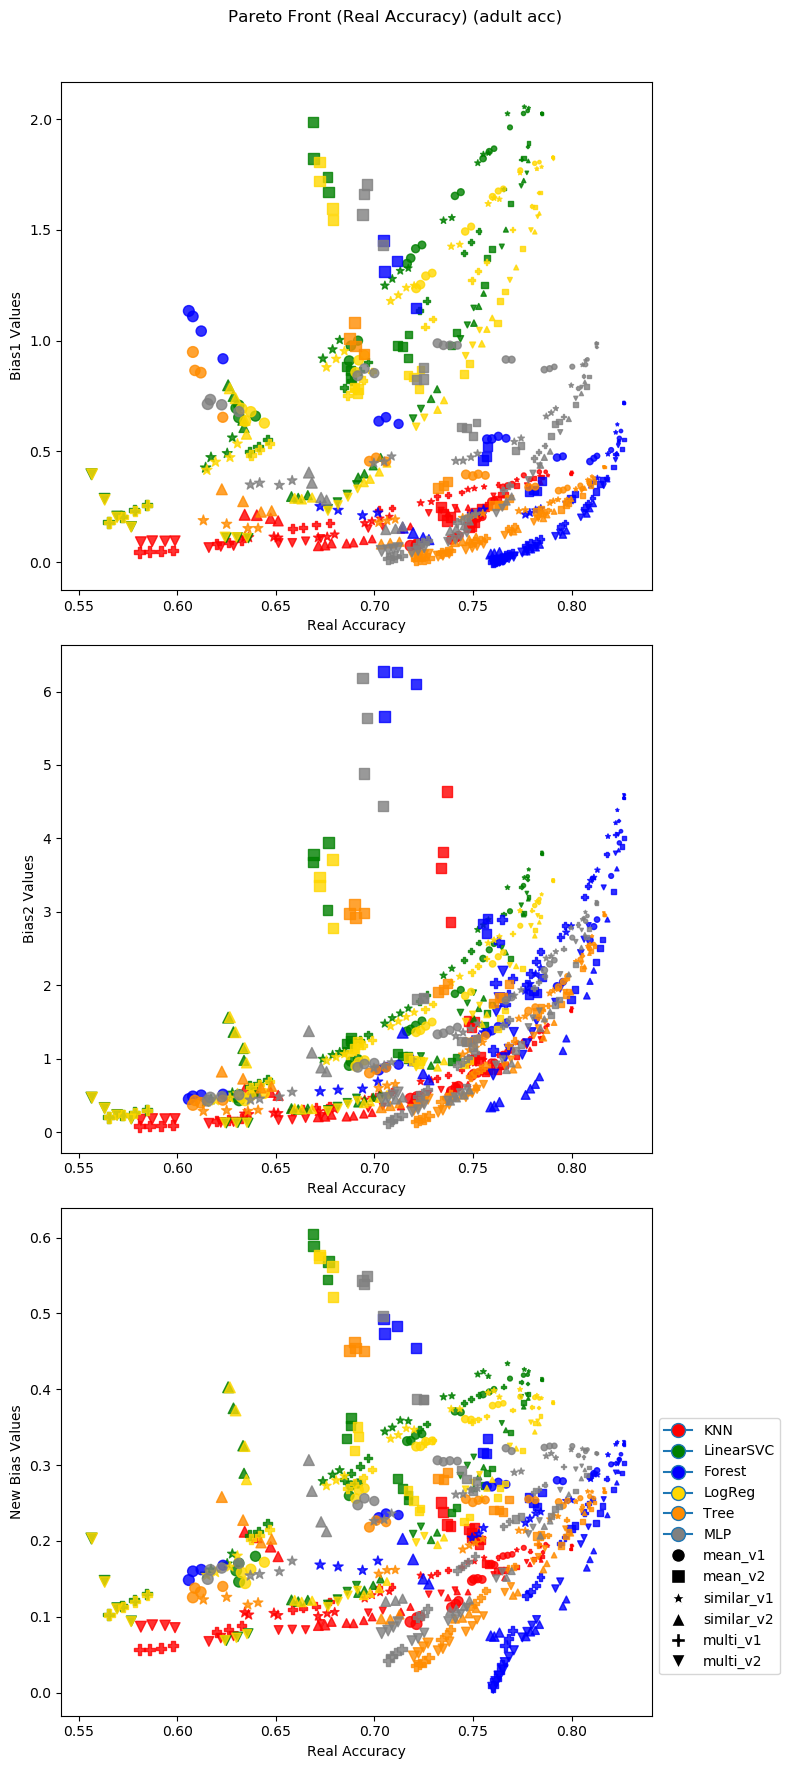 Pareto Front (Real Accuracy) (adult acc)
2.0
1.5
1.0
0.5
0.0
Bias1 Values
0.55 0.60 0.65 0.70 0.75 0.80
Real Accuracy
6
5
4
3
2
1
0
Bias2 Values
0.55 0.60 0.65 0.70 0.75 0.80
Real Accuracy
0.6
0.5
0.4
0.3
0.2
0.1
0.0
New Bias Values
0.55 0.60 0.65 0.70 0.75 0.80
Real Accuracy
KNN
LinearSVC
Forest
LogReg
Tree
MLP
mean_v1
mean_v2
similar_v1
similar_v2
multi_v1
multi_v2